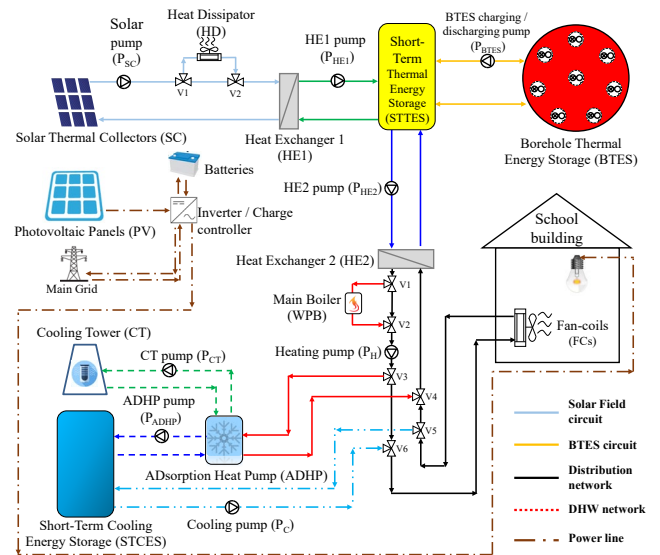 Solar
pump
(PSC)
Heat Dissipator
(HD)
V1
V2
HE1 pump
(PHE1)
Short-
Term
Thermal
Energy
Storage
(STTES)
BTES charging /
discharging pump
(PBTES)
Solar Thermal Collectors (SC)
Heat Exchanger 1
(HE1)
Borehole Thermal
Energy Storage (BTES)
Batteries
HE2 pump (PHE2)
Inverter / Charge
controller
Photovoltaic Panels (PV)
School
building
Main Grid
Heat Exchanger 2 (HE2)
V1
Main Boiler
(WPB)
V2
Fan-coils
(FCs)
Cooling Tower (CT)
CT pump (PCT)
Heating pump (PH)
V3
ADHP pump
(PADHP)
V4
V5
V6
ADsorption Heat Pump (ADHP)
Short-Term Cooling
Energy Storage (STCES)
Cooling pump (PC)
Solar Field
circuit
BTES circuit
Distribution
network
DHW network
Power line